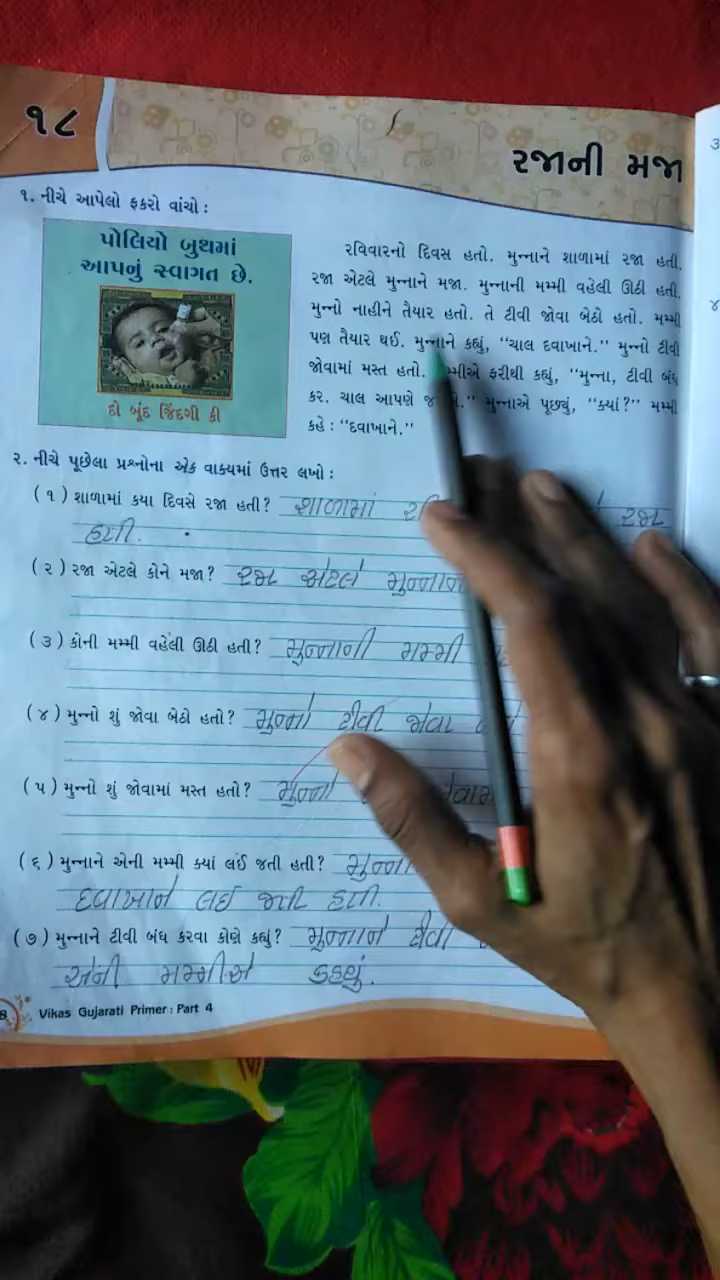 ૧૮
રજાની મજા
૧. નીચે આપેલો ફકરો વાંચો :
પોલિયો બુથમાં
આપનું સ્વાગત છે.
દો બૂંદ જિંદગી કી
રવિવારનો દિવસ હતો. મુન્નાને શાળામાં રજા હતી.
રજા એટલે મુન્નાને મજા. મુન્નાની મમ્મી વહેલી ઊઠી હતી.
મુન્નો નાહીને તૈયાર હતો. તે ટીવી જોવા બેઠો હતો. મમ્મી
પણ તૈયાર થઈ. મુન્નાને કહ્યું, “ચાલ દવાખાને.” મુન્નો ટીવી
જોવામાં મસ્ત હતો. ફરીથી કહ્યું, “મુન્ના, ટીવી બંધ
કર. ચાલ આપણે મુન્નાએ પૂછ્યું, “ક્યાં?” મમ્મી
કહે : “દવાખાને.”
૨. નીચે પૂછેલા પ્રશ્નોના એક વાક્યમાં ઉત્તર લખો :
(૧) શાળામાં કયા દિવસે રજા હતી? શાળામાં રજા
હતી.
(૨) રજા એટલે કોને મજા? રજા એટલે
(૩) કોની મમ્મી વહેલી ઊઠી હતી? મુન્નાની મમ્મી
(૪) મુન્નો શું જોવા બેઠો હતો? મુન્નો ટીવી જોવા
(૫) મુન્નો શું જોવામાં મસ્ત હતો? મુન્નો
(૬) મુન્નાને એની મમ્મી ક્યાં લઈ જતી હતી?
દવાખાને લઈ જતી હતી.
(૭) મુન્નાને ટીવી બંધ કરવા કોણે કહ્યું? મુન્નાને ટીવી
એની મમ્મીએ કહ્યું.
Vikas Gujarati Primer : Part 4
૩
૪